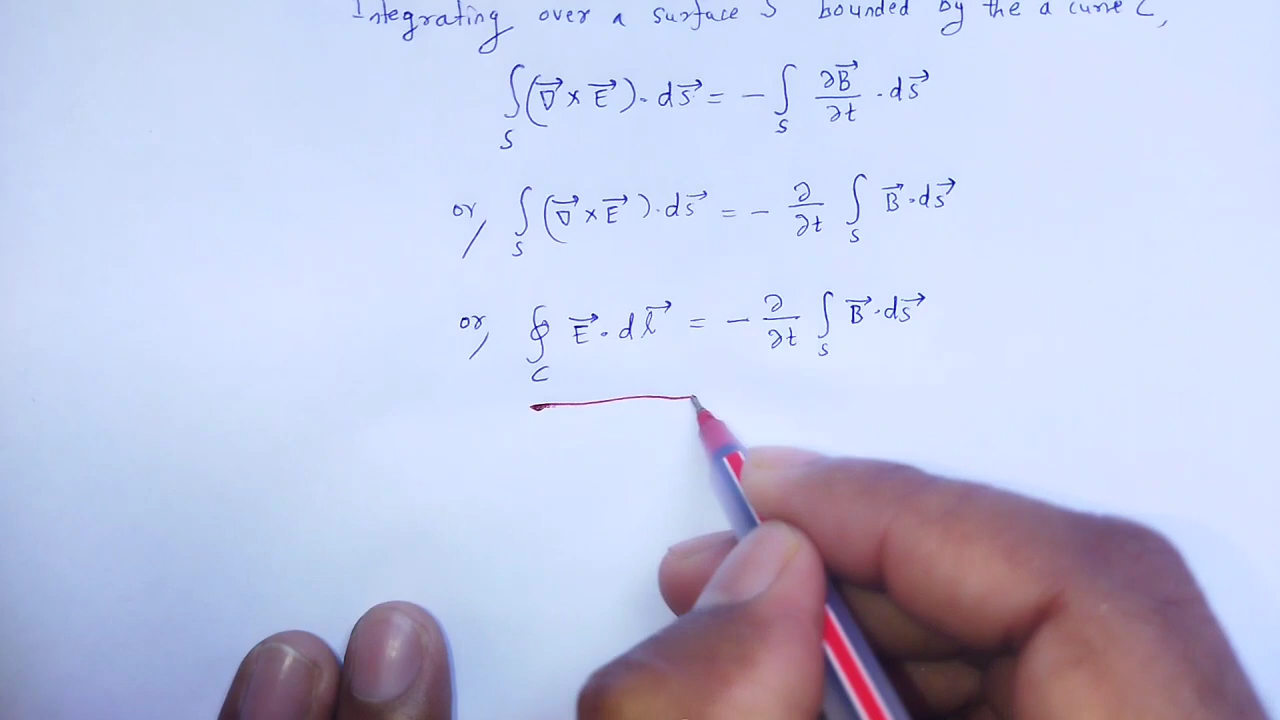 Integrating over a surface S bounded by the a curve C,
∫_S (∇⃗ × E⃗) · ds⃗ = − ∫_S ∂B⃗/∂t · ds⃗
or, ∫_S (∇⃗ × E⃗) · ds⃗ = − ∂/∂t ∫_S B⃗ · ds⃗
or, ∮_C E⃗ · dl⃗ = − ∂/∂t ∫_S B⃗ · ds⃗